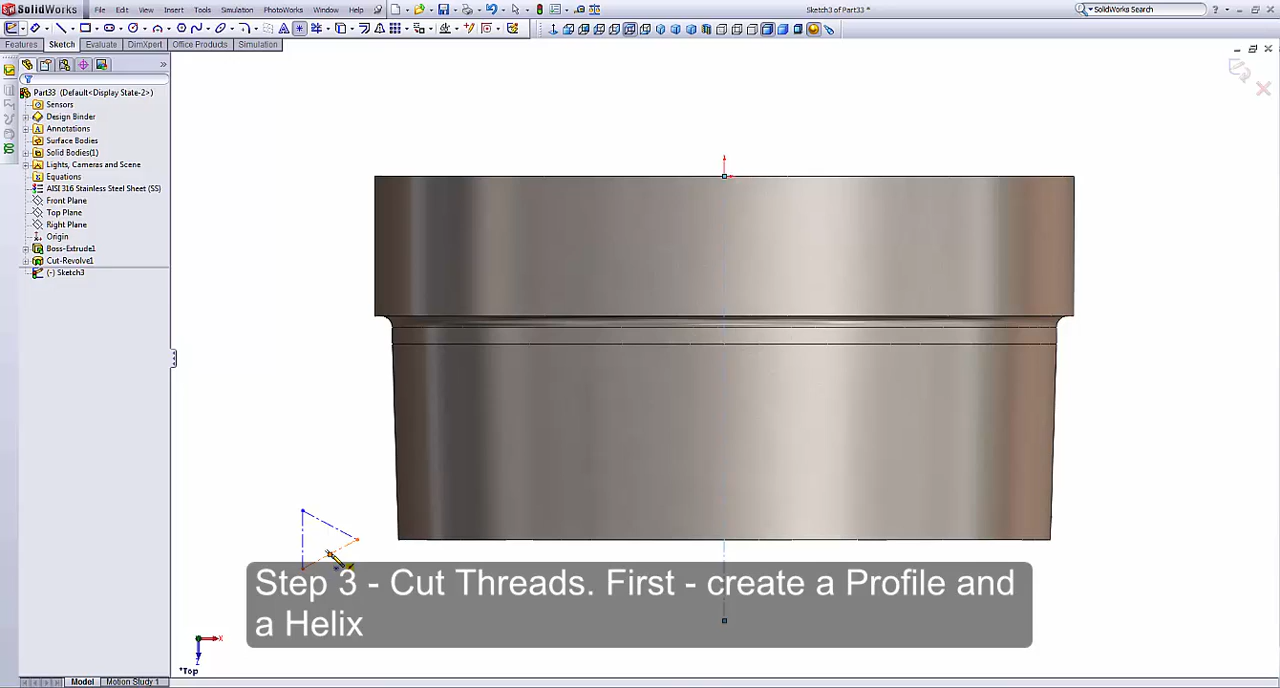 SolidWorks File Edit View Insert Tools Simulation PhotoWorks Window Help Sketch3 of Part33 * SolidWorks Search
Features Sketch Evaluate DimXpert Office Products Simulation
Part33 (Default<Display State-2>)
Sensors
Design Binder
Annotations
Surface Bodies
Solid Bodies(1)
Lights, Cameras and Scene
Equations
AISI 316 Stainless Steel Sheet (SS)
Front Plane
Top Plane
Right Plane
Origin
Boss-Extrude1
Cut-Revolve1
(-) Sketch3
Step 3 - Cut Threads. First - create a Profile and
a Helix
X
Z
*Top
Model Motion Study 1